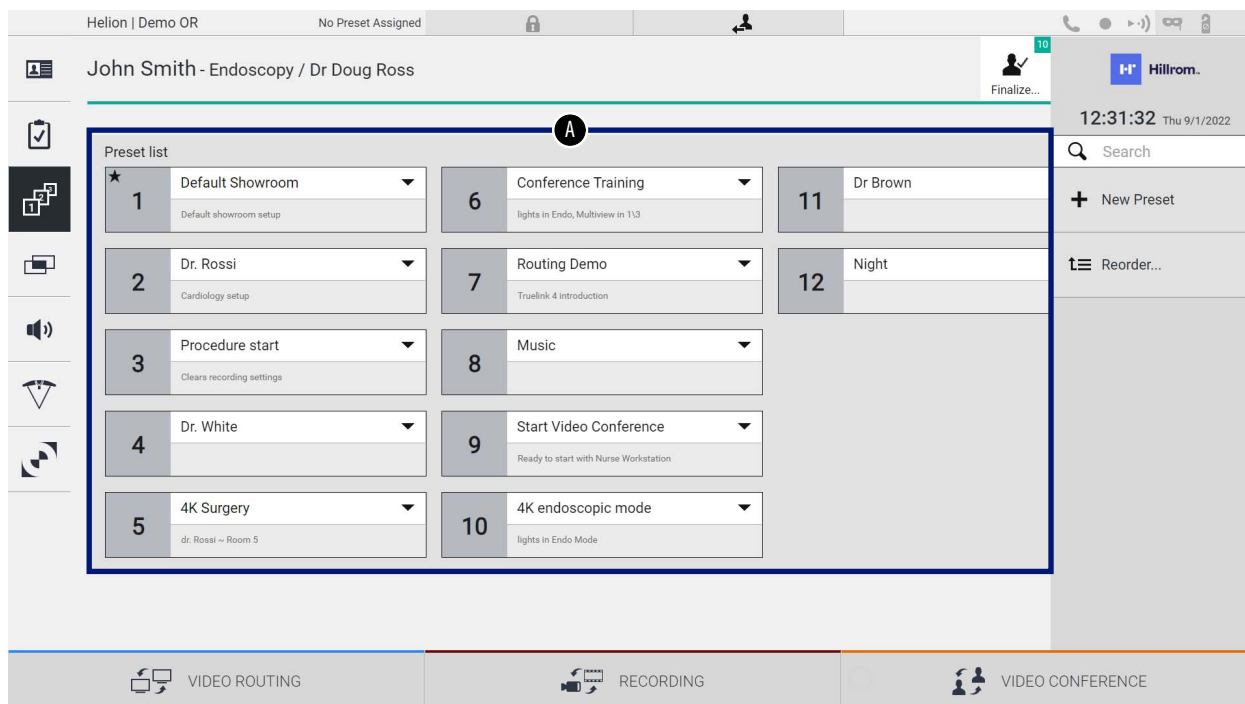 Helion | Demo OR
No Preset Assigned
John Smith - Endoscopy / Dr Doug Ross
10
Finalize...
Hillrom™
12:31:32 Thu 9/1/2022
Search
New Preset
Reorder...
A
Preset list
1
Default Showroom
Default showroom setup
2
Dr. Rossi
Cardiology setup
3
Procedure start
Clears recording settings
4
Dr. White
5
4K Surgery
dr. Rossi ~ Room 5
6
Conference Training
lights in Endo, Multiview in 1\3
7
Routing Demo
Truelink 4 introduction
8
Music
9
Start Video Conference
Ready to start with Nurse Workstation
10
4K endoscopic mode
lights in Endo Mode
11
Dr Brown
12
Night
1 2 3
VIDEO ROUTING
RECORDING
VIDEO CONFERENCE